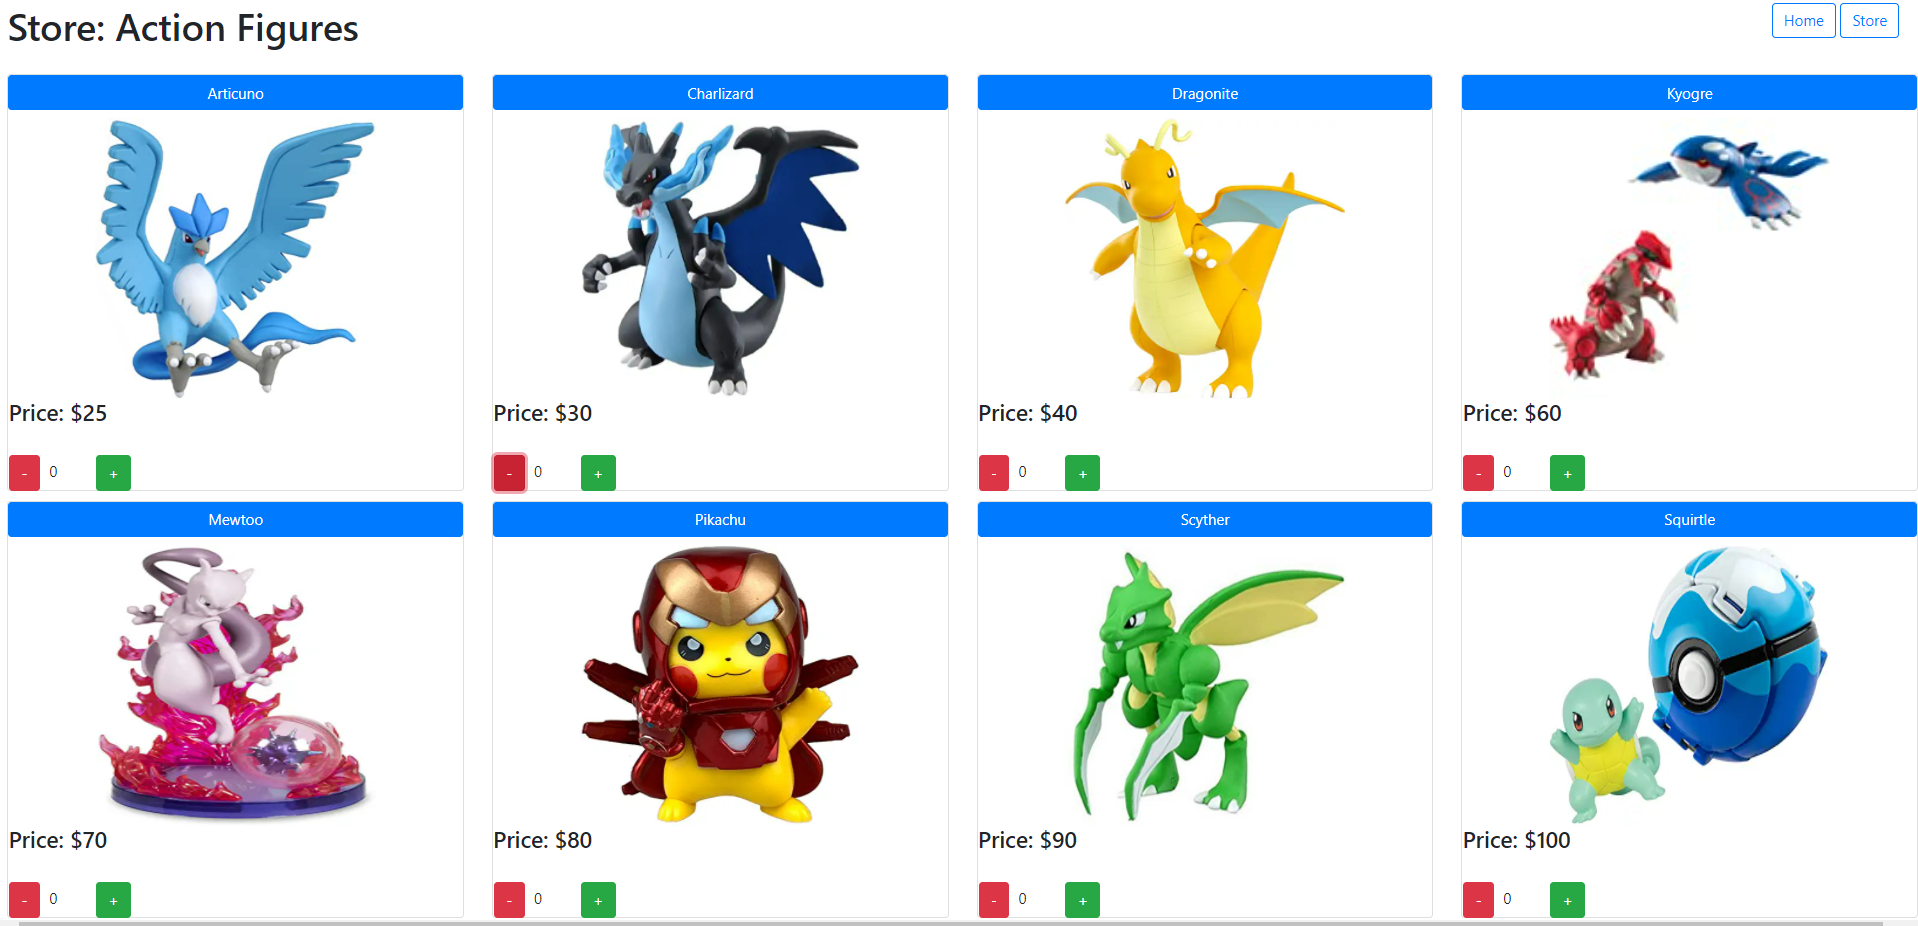 Store: Action Figures
Home Store
Articuno
Charlizard
Dragonite
Kyogre
Price: $25
Price: $30
Price: $40
Price: $60
- 0 +
- 0 +
- 0 +
- 0 +
Mewtoo
Pikachu
Scyther
Squirtle
Price: $70
Price: $80
Price: $90
Price: $100
- 0 +
- 0 +
- 0 +
- 0 +